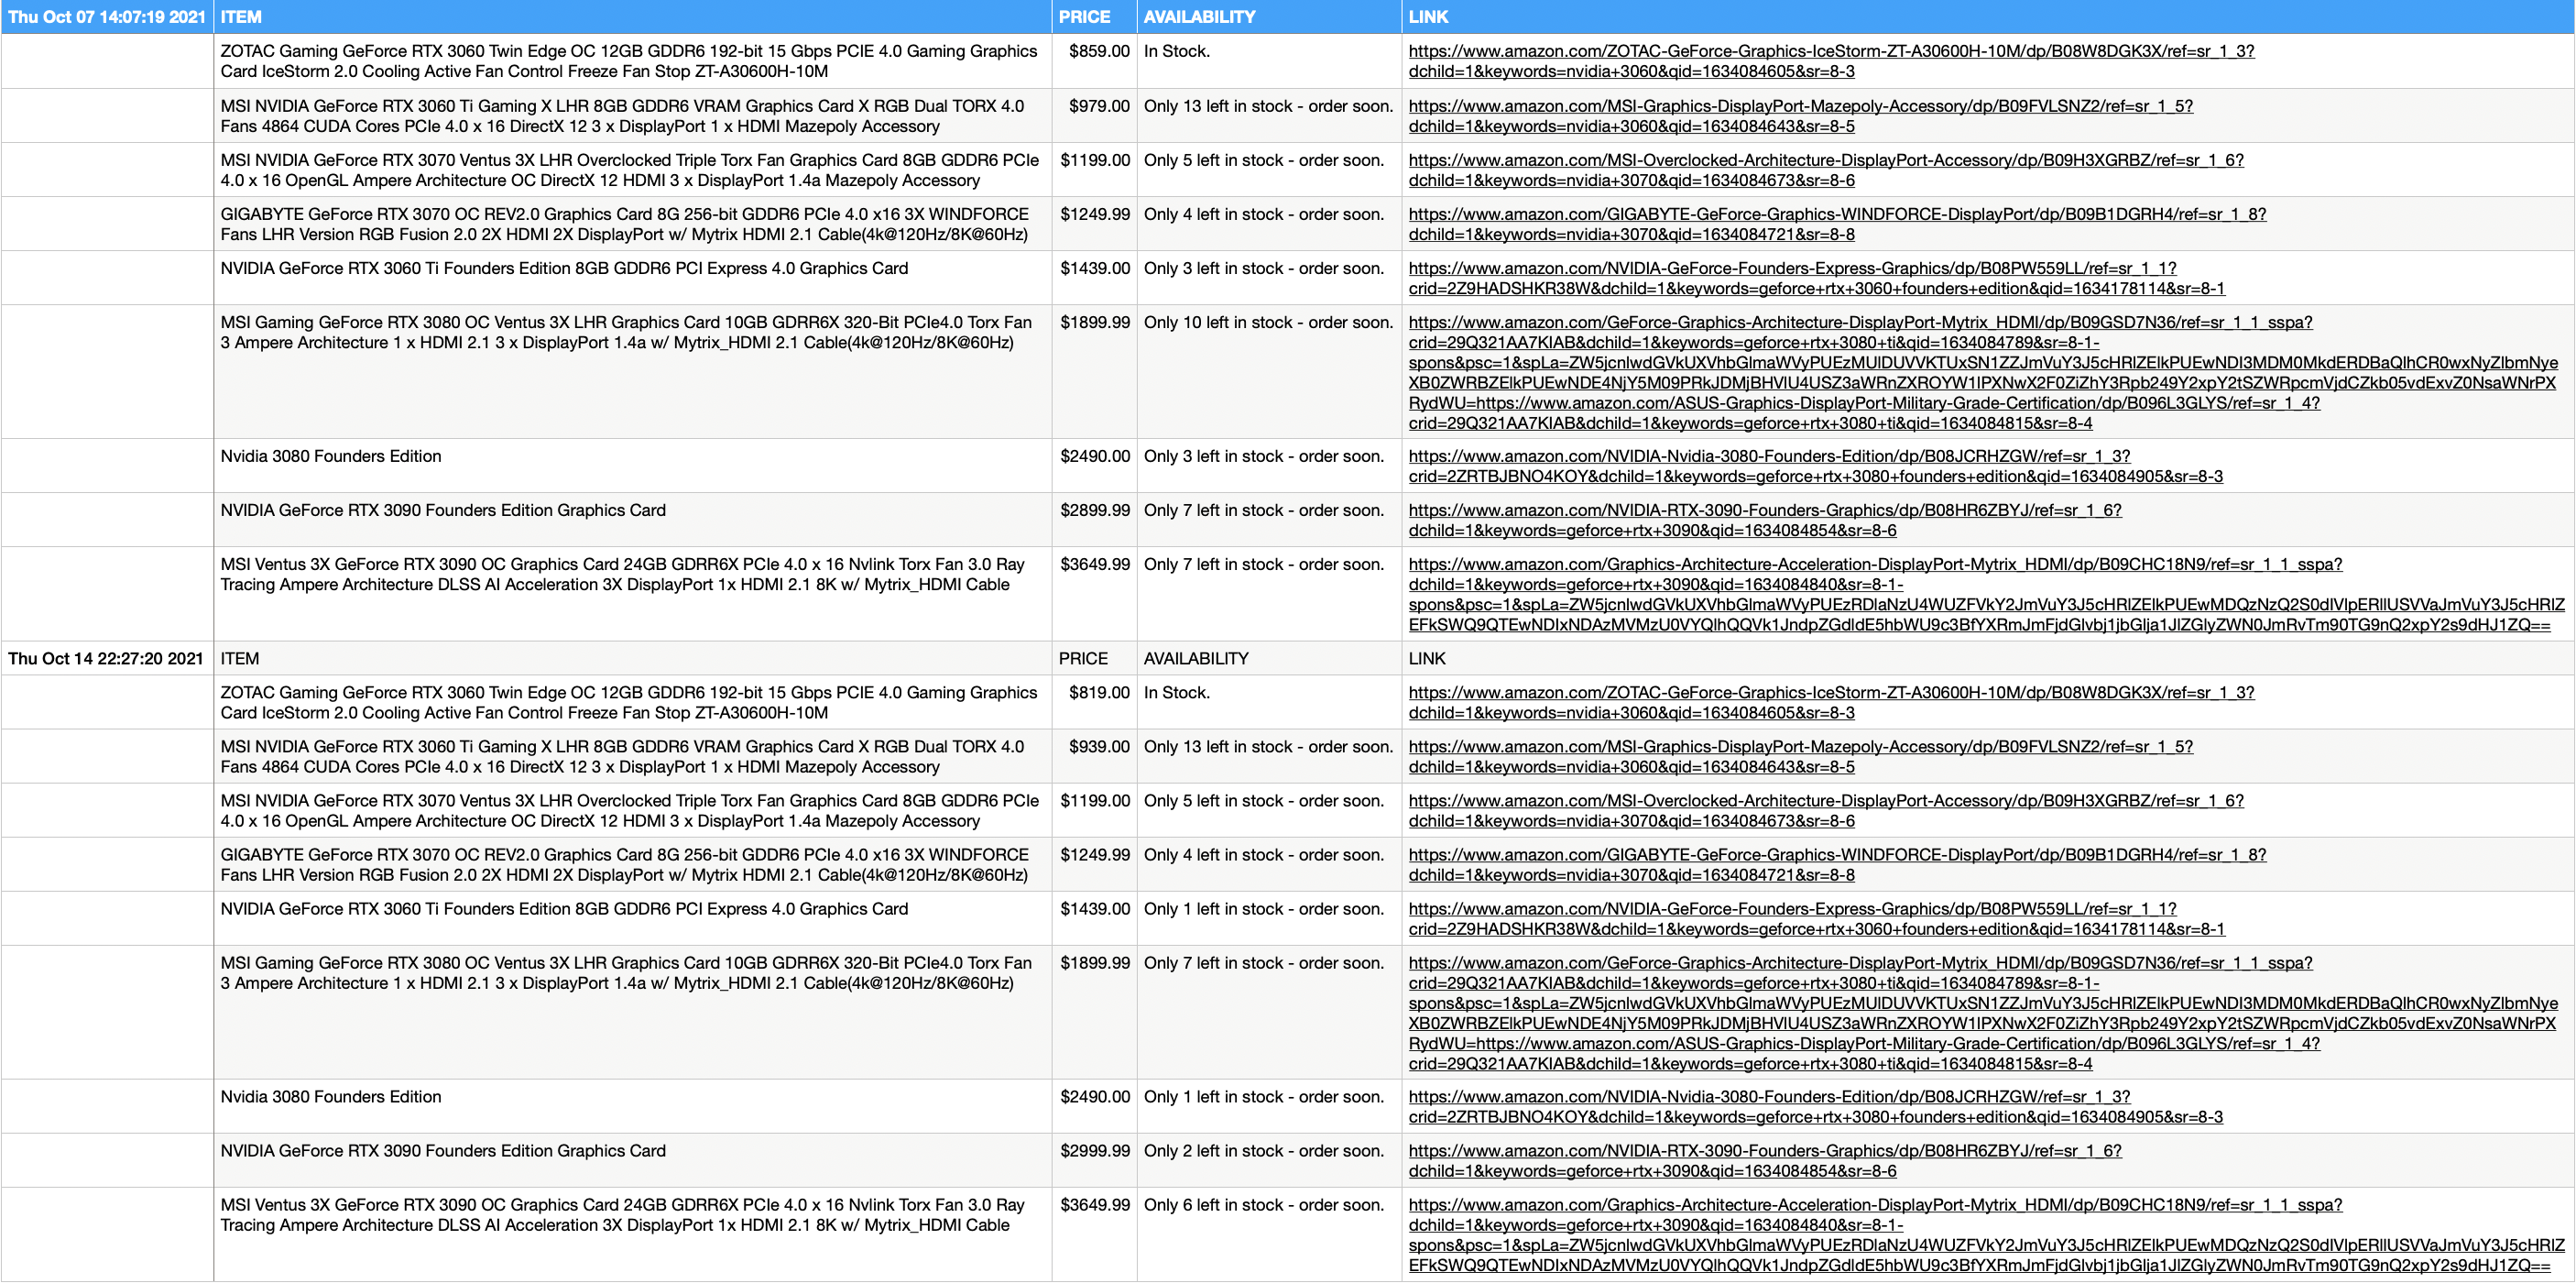 Thu Oct 07 14:07:19 2021 ITEM PRICE AVAILABILITY LINK
ZOTAC Gaming GeForce RTX 3060 Twin Edge OC 12GB GDDR6 192-bit 15 Gbps PCIE 4.0 Gaming Graphics $859.00 In Stock. https://www.amazon.com/ZOTAC-GeForce-Graphics-IceStorm-ZT-A30600H-10M/dp/B08W8DGK3X/ref=sr_1_3?
Card IceStorm 2.0 Cooling Active Fan Control Freeze Fan Stop ZT-A30600H-10M dchild=1&keywords=nvidia+3060&qid=1634084605&sr=8-3
MSI NVIDIA GeForce RTX 3060 Ti Gaming X LHR 8GB GDDR6 VRAM Graphics Card X RGB Dual TORX 4.0 $979.00 Only 13 left in stock - order soon. https://www.amazon.com/MSI-Graphics-DisplayPort-Mazepoly-Accessory/dp/B09FVLSNZ2/ref=sr_1_5?
Fans 4864 CUDA Cores PCIe 4.0 x 16 DirectX 12 3 x DisplayPort 1 x HDMI Mazepoly Accessory dchild=1&keywords=nvidia+3060&qid=1634084643&sr=8-5
MSI NVIDIA GeForce RTX 3070 Ventus 3X LHR Overclocked Triple Torx Fan Graphics Card 8GB GDDR6 PCIe $1199.00 Only 5 left in stock - order soon. https://www.amazon.com/MSI-Overclocked-Architecture-DisplayPort-Accessory/dp/B09H3XGRBZ/ref=sr_1_6?
4.0 x 16 OpenGL Ampere Architecture OC DirectX 12 HDMI 3 x DisplayPort 1.4a Mazepoly Accessory dchild=1&keywords=nvidia+3070&qid=1634084673&sr=8-6
GIGABYTE GeForce RTX 3070 OC REV2.0 Graphics Card 8G 256-bit GDDR6 PCIe 4.0 x16 3X WINDFORCE $1249.99 Only 4 left in stock - order soon. https://www.amazon.com/GIGABYTE-GeForce-Graphics-WINDFORCE-DisplayPort/dp/B09B1DGRH4/ref=sr_1_8?
Fans LHR Version RGB Fusion 2.0 2X HDMI 2X DisplayPort w/ Mytrix HDMI 2.1 Cable(4k@120Hz/8K@60Hz) dchild=1&keywords=nvidia+3070&qid=1634084721&sr=8-8
NVIDIA GeForce RTX 3060 Ti Founders Edition 8GB GDDR6 PCI Express 4.0 Graphics Card $1439.00 Only 3 left in stock - order soon. https://www.amazon.com/NVIDIA-GeForce-Founders-Express-Graphics/dp/B08PW559LL/ref=sr_1_1?
crid=2Z9HADSHKR38W&dchild=1&keywords=geforce+rtx+3060+founders+edition&qid=1634178114&sr=8-1
MSI Gaming GeForce RTX 3080 OC Ventus 3X LHR Graphics Card 10GB GDRR6X 320-Bit PCIe4.0 Torx Fan $1899.99 Only 10 left in stock - order soon. https://www.amazon.com/GeForce-Graphics-Architecture-DisplayPort-Mytrix_HDMI/dp/B09GSD7N36/ref=sr_1_1_sspa?
3 Ampere Architecture 1 x HDMI 2.1 3 x DisplayPort 1.4a w/ Mytrix_HDMI 2.1 Cable(4k@120Hz/8K@60Hz) crid=29Q321AA7KIAB&dchild=1&keywords=geforce+rtx+3080+ti&qid=1634084789&sr=8-1-
spons&psc=1&spLa=ZW5jcnlwdGVkUXVhbGlmaWVyPUEzMUlDUVVKTUxSN1ZZJmVuY3J5cHRlZElkPUEwNDI3MDM0MkdERDBaQlhCR0wxNyZlbmNye
XB0ZWRBZElkPUEwNDE4NjY5M09PRkJDMjBHVlU4USZ3aWRnZXROYW1lPXNwX2F0ZiZhY3Rpb249Y2xpY2tSZWRpcmVjdCZkb05vdExvZ0NsaWNrPX
RydWU=https://www.amazon.com/ASUS-Graphics-DisplayPort-Military-Grade-Certification/dp/B096L3GLYS/ref=sr_1_4?
crid=29Q321AA7KIAB&dchild=1&keywords=geforce+rtx+3080+ti&qid=1634084815&sr=8-4
Nvidia 3080 Founders Edition $2490.00 Only 3 left in stock - order soon. https://www.amazon.com/NVIDIA-Nvidia-3080-Founders-Edition/dp/B08JCRHZGW/ref=sr_1_3?
crid=2ZRTBJBNO4KOY&dchild=1&keywords=geforce+rtx+3080+founders+edition&qid=1634084905&sr=8-3
NVIDIA GeForce RTX 3090 Founders Edition Graphics Card $2899.99 Only 7 left in stock - order soon. https://www.amazon.com/NVIDIA-RTX-3090-Founders-Graphics/dp/B08HR6ZBYJ/ref=sr_1_6?
dchild=1&keywords=geforce+rtx+3090&qid=1634084854&sr=8-6
MSI Ventus 3X GeForce RTX 3090 OC Graphics Card 24GB GDRR6X PCIe 4.0 x 16 Nvlink Torx Fan 3.0 Ray $3649.99 Only 7 left in stock - order soon. https://www.amazon.com/Graphics-Architecture-Acceleration-DisplayPort-Mytrix_HDMI/dp/B09CHC18N9/ref=sr_1_1_sspa?
Tracing Ampere Architecture DLSS AI Acceleration 3X DisplayPort 1x HDMI 2.1 8K w/ Mytrix_HDMI Cable dchild=1&keywords=geforce+rtx+3090&qid=1634084840&sr=8-1-
spons&psc=1&spLa=ZW5jcnlwdGVkUXVhbGlmaWVyPUEzRDlaNzU4WUZFVkY2JmVuY3J5cHRlZElkPUEwMDQzNzQ2S0dlVlpERllUSVVaJmVuY3J5cHRlZ
EFkSWQ9QTEwNDIxNDAzMVMzU0VYQlhQQVk1JndpZGdldE5hbWU9c3BfYXRmJmFjdGlvbj1jbGlja1JlZGlyZWN0JmRvTm90TG9nQ2xpY2s9dHJ1ZQ==
Thu Oct 14 22:27:20 2021 ITEM PRICE AVAILABILITY LINK
ZOTAC Gaming GeForce RTX 3060 Twin Edge OC 12GB GDDR6 192-bit 15 Gbps PCIE 4.0 Gaming Graphics $819.00 In Stock. https://www.amazon.com/ZOTAC-GeForce-Graphics-IceStorm-ZT-A30600H-10M/dp/B08W8DGK3X/ref=sr_1_3?
Card IceStorm 2.0 Cooling Active Fan Control Freeze Fan Stop ZT-A30600H-10M dchild=1&keywords=nvidia+3060&qid=1634084605&sr=8-3
MSI NVIDIA GeForce RTX 3060 Ti Gaming X LHR 8GB GDDR6 VRAM Graphics Card X RGB Dual TORX 4.0 $939.00 Only 13 left in stock - order soon. https://www.amazon.com/MSI-Graphics-DisplayPort-Mazepoly-Accessory/dp/B09FVLSNZ2/ref=sr_1_5?
Fans 4864 CUDA Cores PCIe 4.0 x 16 DirectX 12 3 x DisplayPort 1 x HDMI Mazepoly Accessory dchild=1&keywords=nvidia+3060&qid=1634084643&sr=8-5
MSI NVIDIA GeForce RTX 3070 Ventus 3X LHR Overclocked Triple Torx Fan Graphics Card 8GB GDDR6 PCIe $1199.00 Only 5 left in stock - order soon. https://www.amazon.com/MSI-Overclocked-Architecture-DisplayPort-Accessory/dp/B09H3XGRBZ/ref=sr_1_6?
4.0 x 16 OpenGL Ampere Architecture OC DirectX 12 HDMI 3 x DisplayPort 1.4a Mazepoly Accessory dchild=1&keywords=nvidia+3070&qid=1634084673&sr=8-6
GIGABYTE GeForce RTX 3070 OC REV2.0 Graphics Card 8G 256-bit GDDR6 PCIe 4.0 x16 3X WINDFORCE $1249.99 Only 4 left in stock - order soon. https://www.amazon.com/GIGABYTE-GeForce-Graphics-WINDFORCE-DisplayPort/dp/B09B1DGRH4/ref=sr_1_8?
Fans LHR Version RGB Fusion 2.0 2X HDMI 2X DisplayPort w/ Mytrix HDMI 2.1 Cable(4k@120Hz/8K@60Hz) dchild=1&keywords=nvidia+3070&qid=1634084721&sr=8-8
NVIDIA GeForce RTX 3060 Ti Founders Edition 8GB GDDR6 PCI Express 4.0 Graphics Card $1439.00 Only 1 left in stock - order soon. https://www.amazon.com/NVIDIA-GeForce-Founders-Express-Graphics/dp/B08PW559LL/ref=sr_1_1?
crid=2Z9HADSHKR38W&dchild=1&keywords=geforce+rtx+3060+founders+edition&qid=1634178114&sr=8-1
MSI Gaming GeForce RTX 3080 OC Ventus 3X LHR Graphics Card 10GB GDRR6X 320-Bit PCIe4.0 Torx Fan $1899.99 Only 7 left in stock - order soon. https://www.amazon.com/GeForce-Graphics-Architecture-DisplayPort-Mytrix_HDMI/dp/B09GSD7N36/ref=sr_1_1_sspa?
3 Ampere Architecture 1 x HDMI 2.1 3 x DisplayPort 1.4a w/ Mytrix_HDMI 2.1 Cable(4k@120Hz/8K@60Hz) crid=29Q321AA7KIAB&dchild=1&keywords=geforce+rtx+3080+ti&qid=1634084789&sr=8-1-
spons&psc=1&spLa=ZW5jcnlwdGVkUXVhbGlmaWVyPUEzMUlDUVVKTUxSN1ZZJmVuY3J5cHRlZElkPUEwNDI3MDM0MkdERDBaQlhCR0wxNyZlbmNye
XB0ZWRBZElkPUEwNDE4NjY5M09PRkJDMjBHVlU4USZ3aWRnZXROYW1lPXNwX2F0ZiZhY3Rpb249Y2xpY2tSZWRpcmVjdCZkb05vdExvZ0NsaWNrPX
RydWU=https://www.amazon.com/ASUS-Graphics-DisplayPort-Military-Grade-Certification/dp/B096L3GLYS/ref=sr_1_4?
crid=29Q321AA7KIAB&dchild=1&keywords=geforce+rtx+3080+ti&qid=1634084815&sr=8-4
Nvidia 3080 Founders Edition $2490.00 Only 1 left in stock - order soon. https://www.amazon.com/NVIDIA-Nvidia-3080-Founders-Edition/dp/B08JCRHZGW/ref=sr_1_3?
crid=2ZRTBJBNO4KOY&dchild=1&keywords=geforce+rtx+3080+founders+edition&qid=1634084905&sr=8-3
NVIDIA GeForce RTX 3090 Founders Edition Graphics Card $2999.99 Only 2 left in stock - order soon. https://www.amazon.com/NVIDIA-RTX-3090-Founders-Graphics/dp/B08HR6ZBYJ/ref=sr_1_6?
dchild=1&keywords=geforce+rtx+3090&qid=1634084854&sr=8-6
MSI Ventus 3X GeForce RTX 3090 OC Graphics Card 24GB GDRR6X PCIe 4.0 x 16 Nvlink Torx Fan 3.0 Ray $3649.99 Only 6 left in stock - order soon. https://www.amazon.com/Graphics-Architecture-Acceleration-DisplayPort-Mytrix_HDMI/dp/B09CHC18N9/ref=sr_1_1_sspa?
Tracing Ampere Architecture DLSS AI Acceleration 3X DisplayPort 1x HDMI 2.1 8K w/ Mytrix_HDMI Cable dchild=1&keywords=geforce+rtx+3090&qid=1634084840&sr=8-1-
spons&psc=1&spLa=ZW5jcnlwdGVkUXVhbGlmaWVyPUEzRDlaNzU4WUZFVkY2JmVuY3J5cHRlZElkPUEwMDQzNzQ2S0dlVlpERllUSVVaJmVuY3J5cHRlZ
EFkSWQ9QTEwNDIxNDAzMVMzU0VYQlhQQVk1JndpZGdldE5hbWU9c3BfYXRmJmFjdGlvbj1jbGlja1JlZGlyZWN0JmRvTm90TG9nQ2xpY2s9dHJ1ZQ==